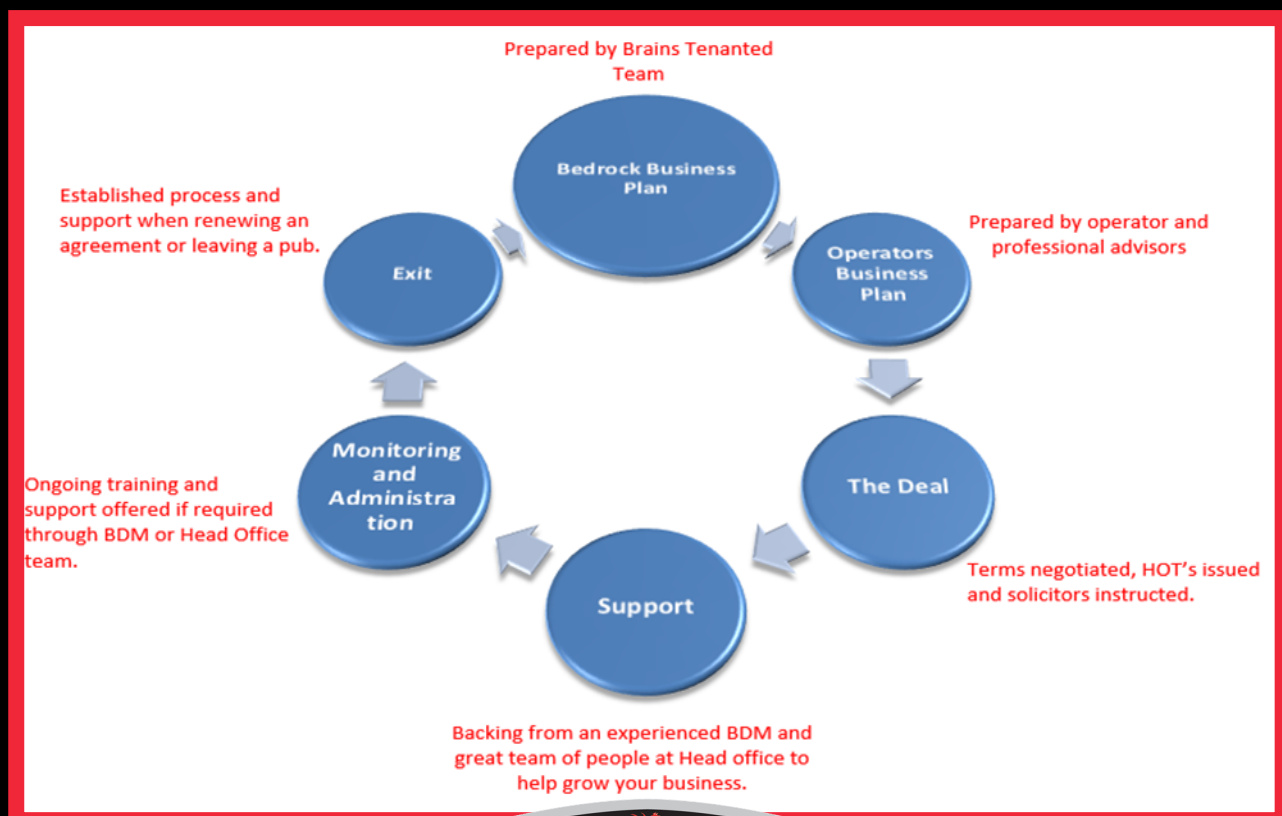 Prepared by Brains Tenanted
Team
Bedrock Business
Plan
Established process and
support when renewing an
agreement or leaving a pub.
Exit
Operators
Business
Plan
Prepared by operator and
professional advisors
Monitoring
and
Administra
tion
The Deal
Ongoing training and
support offered if required
through BDM or Head Office
team.
Terms negotiated, HOT's issued
and solicitors instructed.
Support
Backing from an experienced BDM and
great team of people at Head office to
help grow your business.